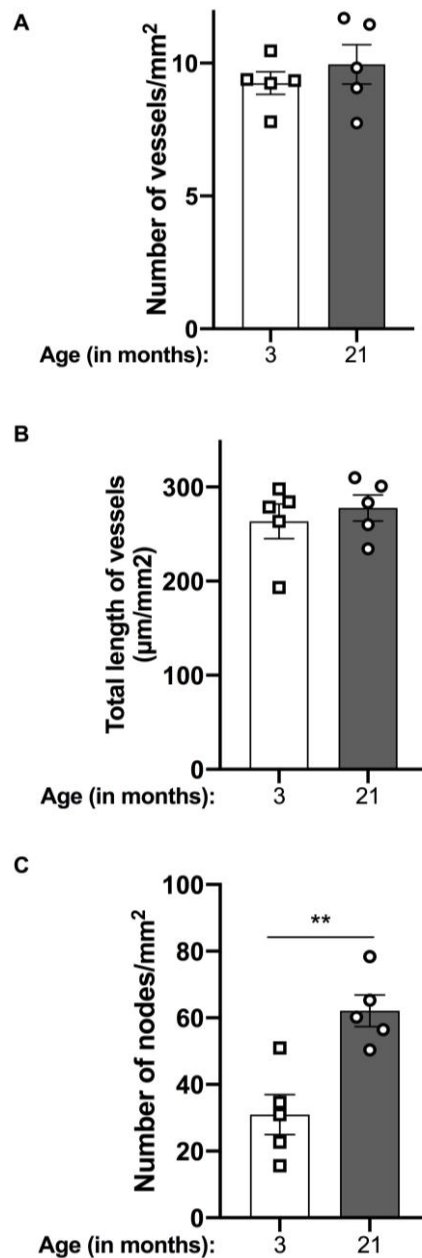 A
Number of vessels/mm²
10
5
0
Age (in months): 3 21
B
Total length of vessels
(µm/mm2)
300
200
100
0
Age (in months): 3 21
C
Number of nodes/mm²
100
80
60
40
20
0
**
Age (in months): 3 21